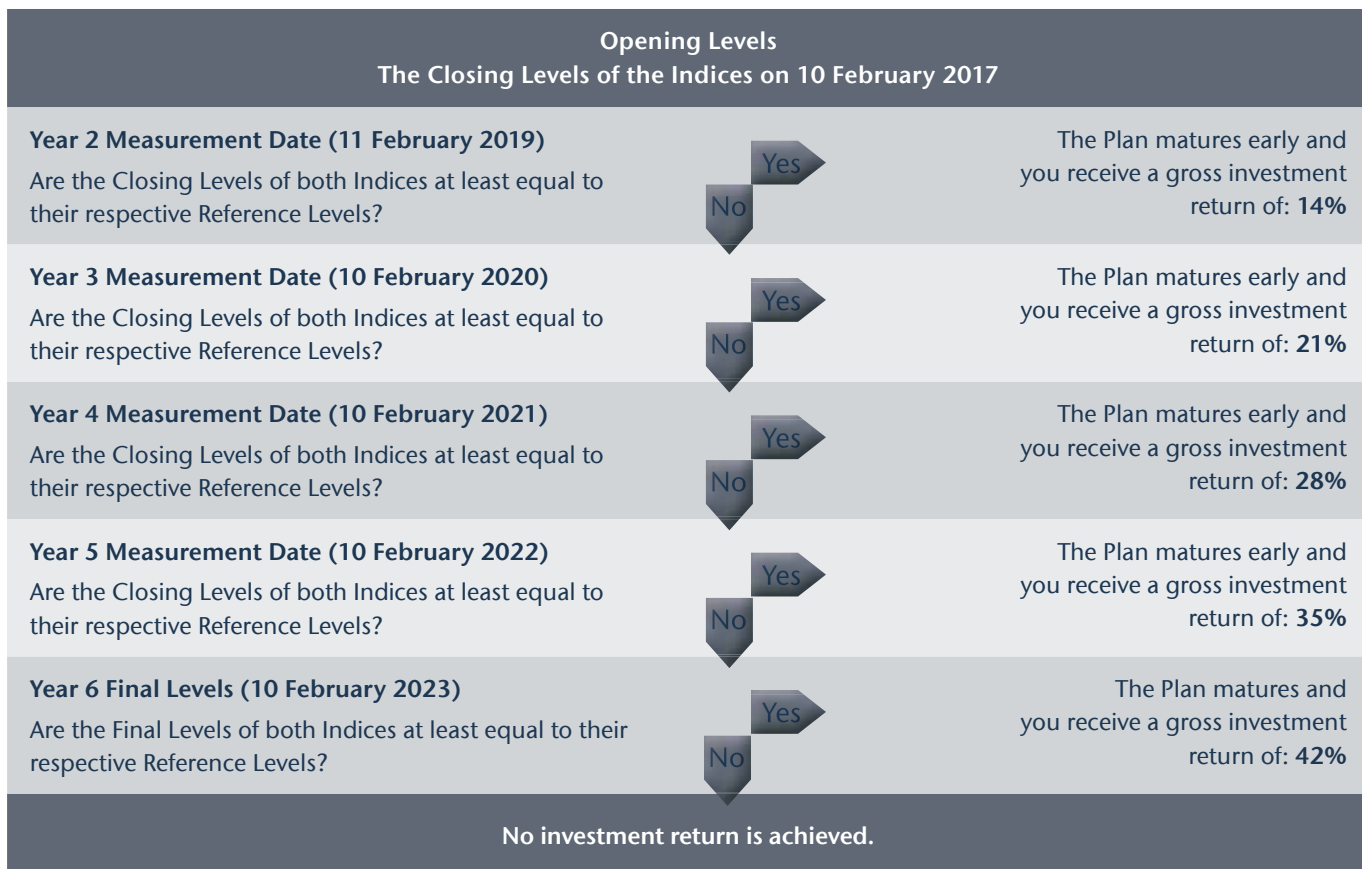 Opening Levels
The Closing Levels of the Indices on 10 February 2017
Year 2 Measurement Date (11 February 2019)
Are the Closing Levels of both Indices at least equal to
their respective Reference Levels?
Yes
No
The Plan matures early and
you receive a gross investment
return of: 14%
Year 3 Measurement Date (10 February 2020)
Are the Closing Levels of both Indices at least equal to
their respective Reference Levels?
Yes
No
The Plan matures early and
you receive a gross investment
return of: 21%
Year 4 Measurement Date (10 February 2021)
Are the Closing Levels of both Indices at least equal to
their respective Reference Levels?
Yes
No
The Plan matures early and
you receive a gross investment
return of: 28%
Year 5 Measurement Date (10 February 2022)
Are the Closing Levels of both Indices at least equal to
their respective Reference Levels?
Yes
No
The Plan matures early and
you receive a gross investment
return of: 35%
Year 6 Final Levels (10 February 2023)
Are the Final Levels of both Indices at least equal to their
respective Reference Levels?
Yes
No
The Plan matures and
you receive a gross investment
return of: 42%
No investment return is achieved.